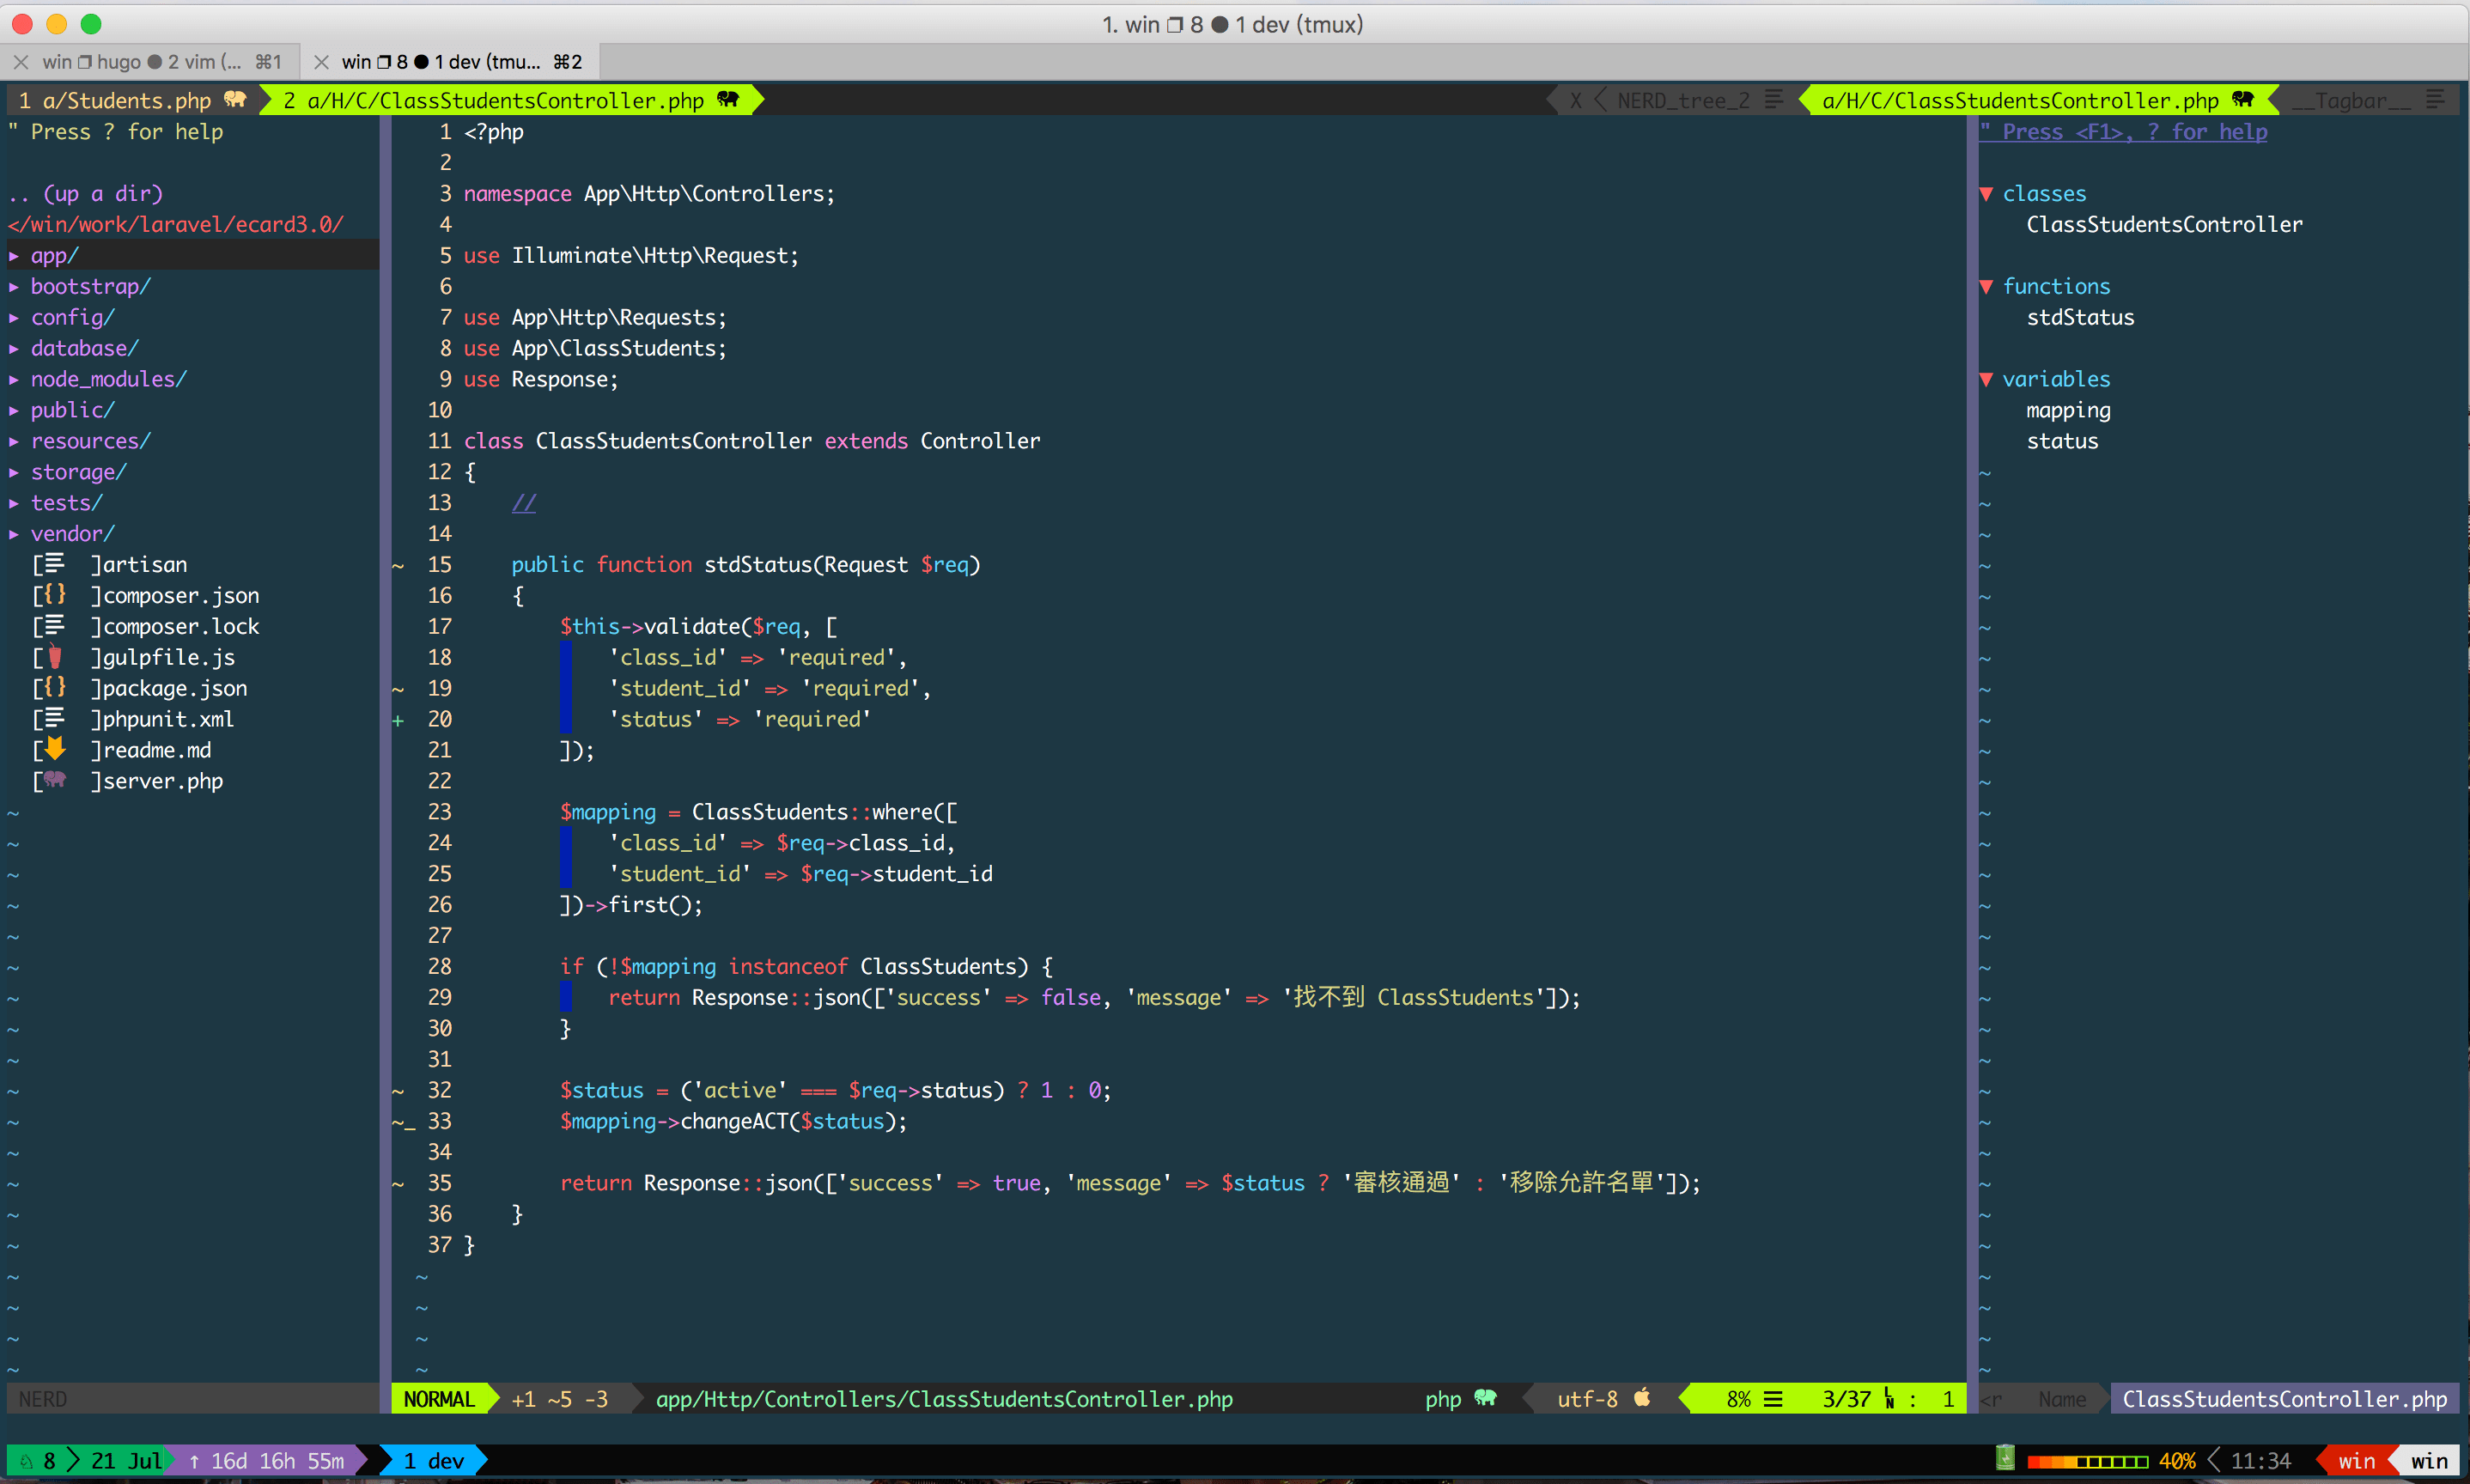 1. win 8 ● 1 dev (tmux)
win hugo ● 2 vim (... ⌘1
win 8 ● 1 dev (tmu... ⌘2
1 a/Students.php
2 a/H/C/ClassStudentsController.php
X
NERD_tree_2
a/H/C/ClassStudentsController.php
__Tagbar__
" Press ? for help
.. (up a dir)
</win/work/laravel/ecard3.0/
▸ app/
▸ bootstrap/
▸ config/
▸ database/
▸ node_modules/
▸ public/
▸ resources/
▸ storage/
▸ tests/
▸ vendor/
[ ]artisan
[{} ]composer.json
[ ]composer.lock
[ ]gulpfile.js
[{} ]package.json
[ ]phpunit.xml
[ ]readme.md
[ ]server.php
1 <?php
2
3 namespace App\Http\Controllers;
4
5 use Illuminate\Http\Request;
6
7 use App\Http\Requests;
8 use App\ClassStudents;
9 use Response;
10
11 class ClassStudentsController extends Controller
12 {
13     //
14
~ 15     public function stdStatus(Request $req)
16     {
17         $this->validate($req, [
18             'class_id' => 'required',
~ 19             'student_id' => 'required',
+ 20             'status' => 'required'
21         ]);
22
23         $mapping = ClassStudents::where([
24             'class_id' => $req->class_id,
25             'student_id' => $req->student_id
26         ])->first();
27
28         if (!$mapping instanceof ClassStudents) {
29             return Response::json(['success' => false, 'message' => '找不到 ClassStudents']);
30         }
31
~ 32         $status = ('active' === $req->status) ? 1 : 0;
~_ 33         $mapping->changeACT($status);
34
~ 35         return Response::json(['success' => true, 'message' => $status ? '審核通過' : '移除允許名單']);
36     }
37 }
" Press <F1>, ? for help
▼ classes
ClassStudentsController
▼ functions
stdStatus
▼ variables
mapping
status
NERD
NORMAL +1 ~5 -3 app/Http/Controllers/ClassStudentsController.php php utf-8 8% ☰ 3/37 LN : 1
<r Name ClassStudentsController.php
8 21 Jul ↑ 16d 16h 55m 1 dev 40% 11:34 win win